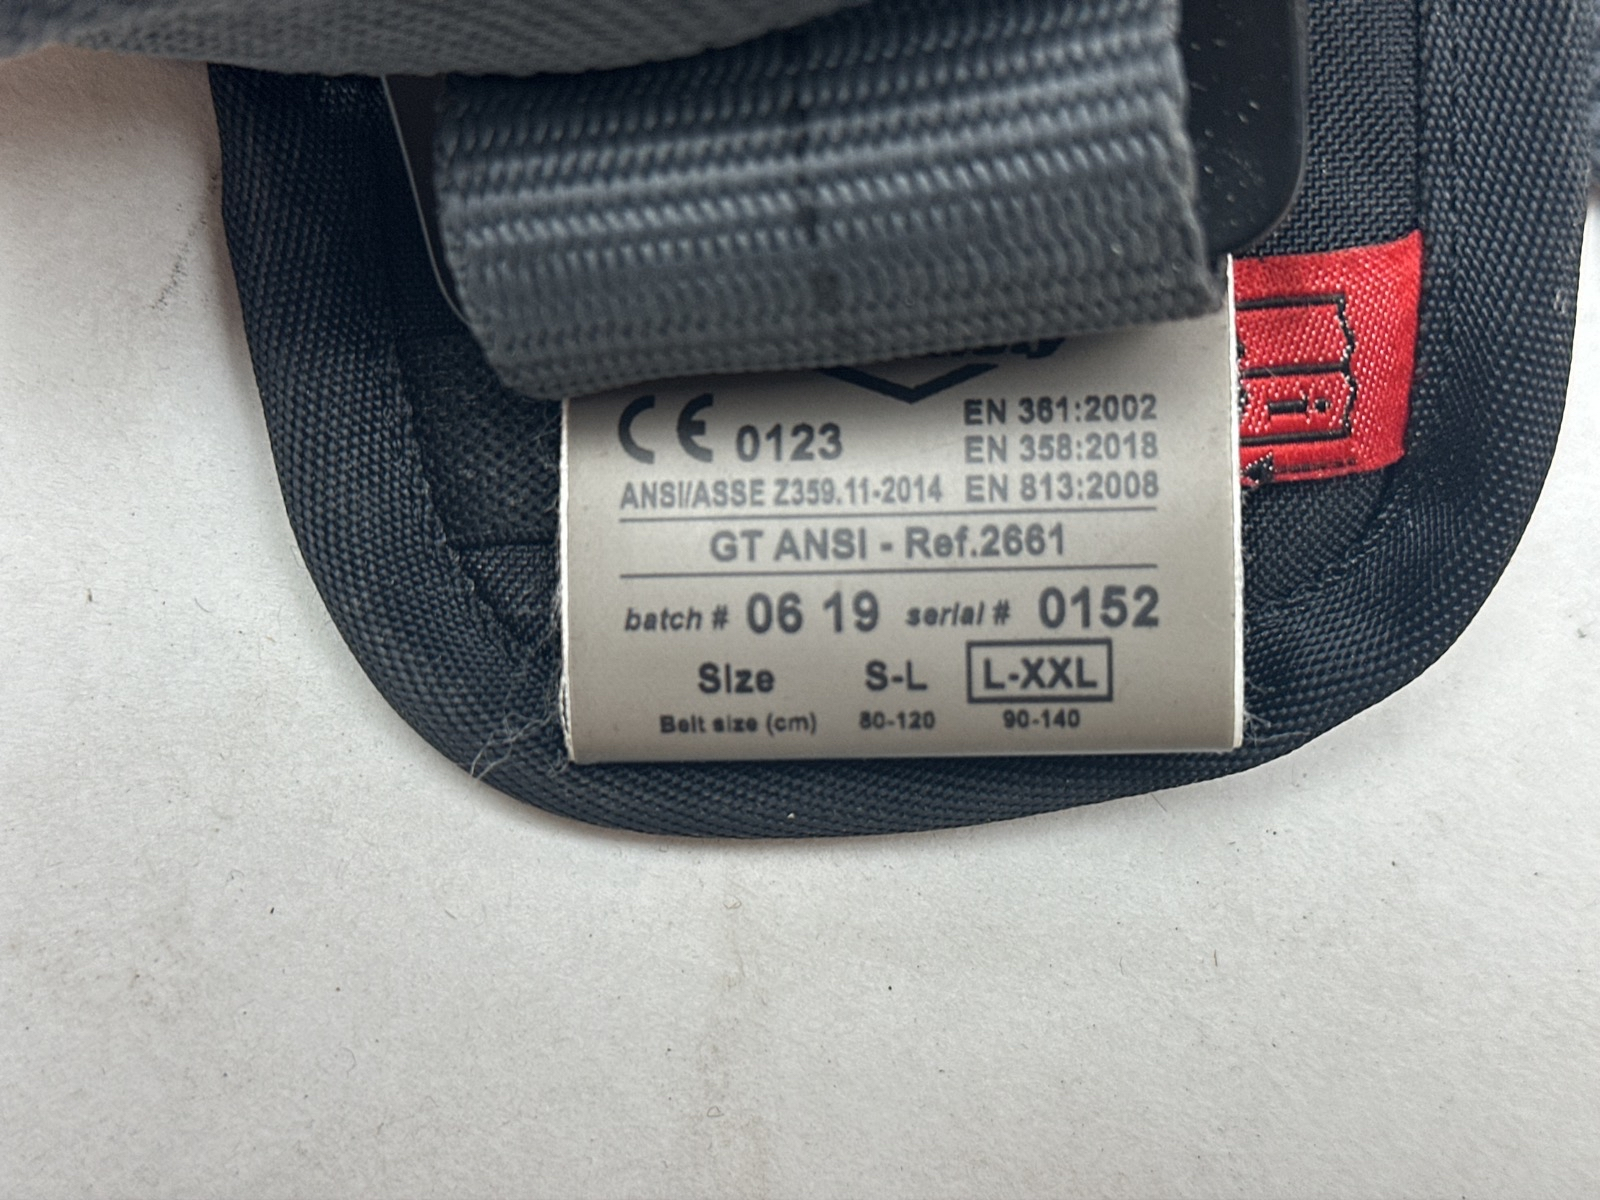 CE 0123
EN 361:2002
EN 358:2018
ANSI/ASSE Z359.11-2014 EN 813:2008
GT ANSI - Ref.2661
batch # 06 19 serial # 0152
Size S-L L-XXL
Belt size (cm) 80-120 90-140